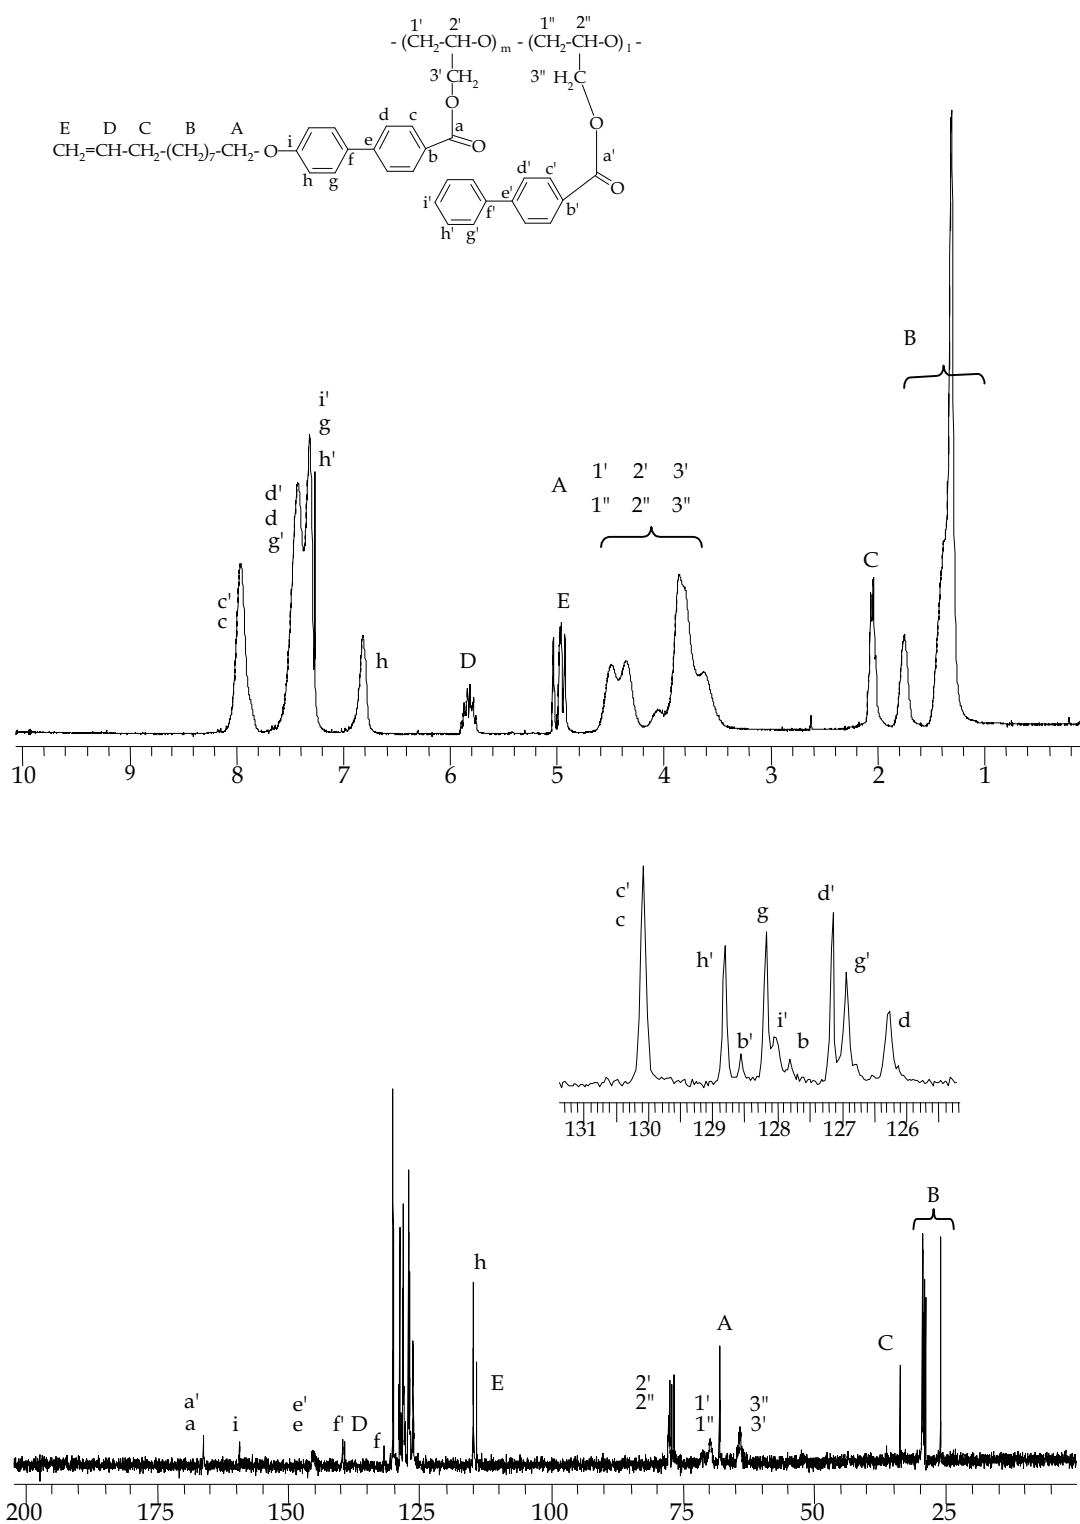 1' 2' 1" 2"
- (CH2-CH-O) m - (CH2-CH-O) l -
3' CH2 3" H2C
O
d c a O
E D C B A
CH2=CH-CH2-(CH2)7-CH2- O i e f b O
h g
a' O
d' c'
i' e' f' b'
h' g'
B
i'
g
h'
d'
d
g'
A 1' 2' 3'
1" 2" 3"
c'
c
h D E C
10 9 8 7 6 5 4 3 2 1
c'
c
h' b' g i' b d' g' d
131 130 129 128 127 126
B
h
A
C
E
a'
a
i
e'
e
f' D
f
2'
2"
1'
1"
3"
3'
200 175 150 125 100 75 50 25